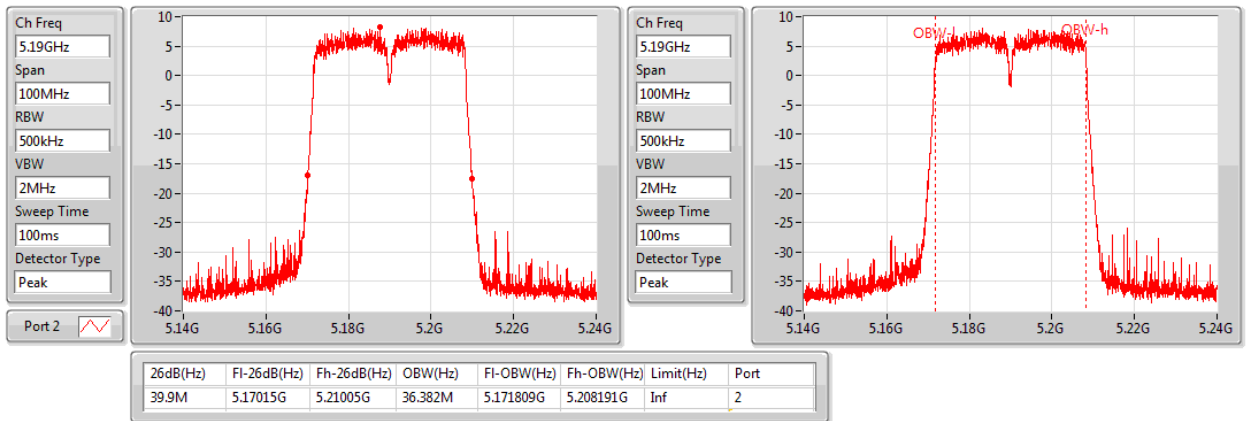 Ch Freq
5.19GHz
Span
100MHz
RBW
500kHz
VBW
2MHz
Sweep Time
100ms
Detector Type
Peak
Port 2
10
5
0
-5
-10
-15
-20
-25
-30
-35
-40
5.14G 5.16G 5.18G 5.2G 5.22G 5.24G
Ch Freq
5.19GHz
Span
100MHz
RBW
500kHz
VBW
2MHz
Sweep Time
100ms
Detector Type
Peak
10
5
0
-5
-10
-15
-20
-25
-30
-35
-40
OBW-l OBW-h
5.14G 5.16G 5.18G 5.2G 5.22G 5.24G
26dB(Hz) Fl-26dB(Hz) Fh-26dB(Hz) OBW(Hz) Fl-OBW(Hz) Fh-OBW(Hz) Limit(Hz) Port
39.9M 5.17015G 5.21005G 36.382M 5.171809G 5.208191G Inf 2